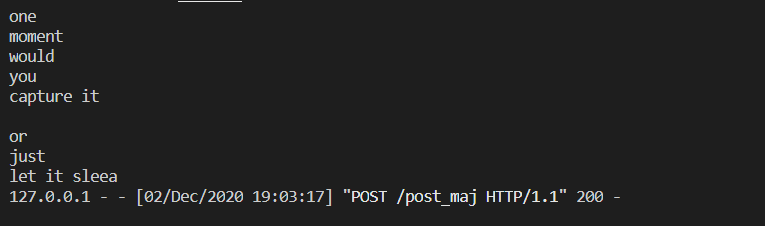 one
moment
would
you
capture it
or
just
let it sleea
127.0.0.1 - - [02/Dec/2020 19:03:17] "POST /post_maj HTTP/1.1" 200 -